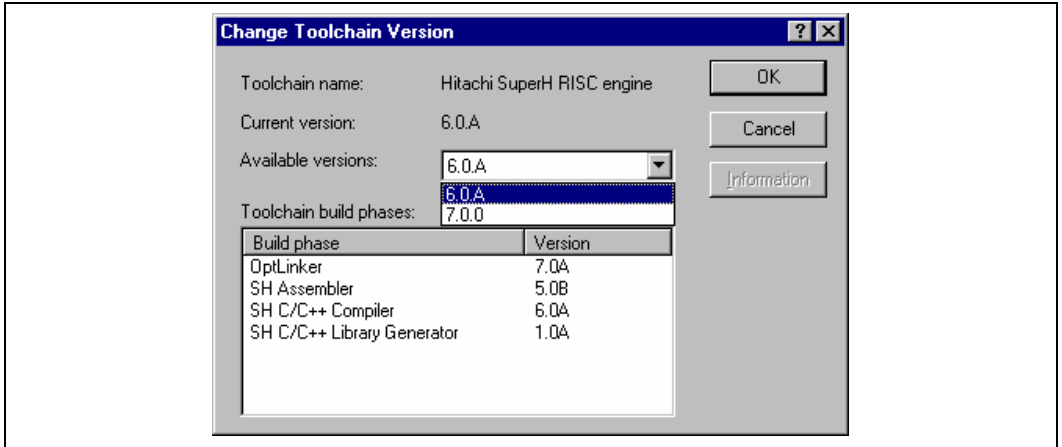 Change Toolchain Version
Toolchain name: Hitachi SuperH RISC engine
OK
Current version: 6.0.A
Cancel
Available versions: 6.0.A
Information
6.0.A
Toolchain build phases: 7.0.0
Build phase Version
OptLinker 7.0A
SH Assembler 5.0B
SH C/C++ Compiler 6.0A
SH C/C++ Library Generator 1.0A